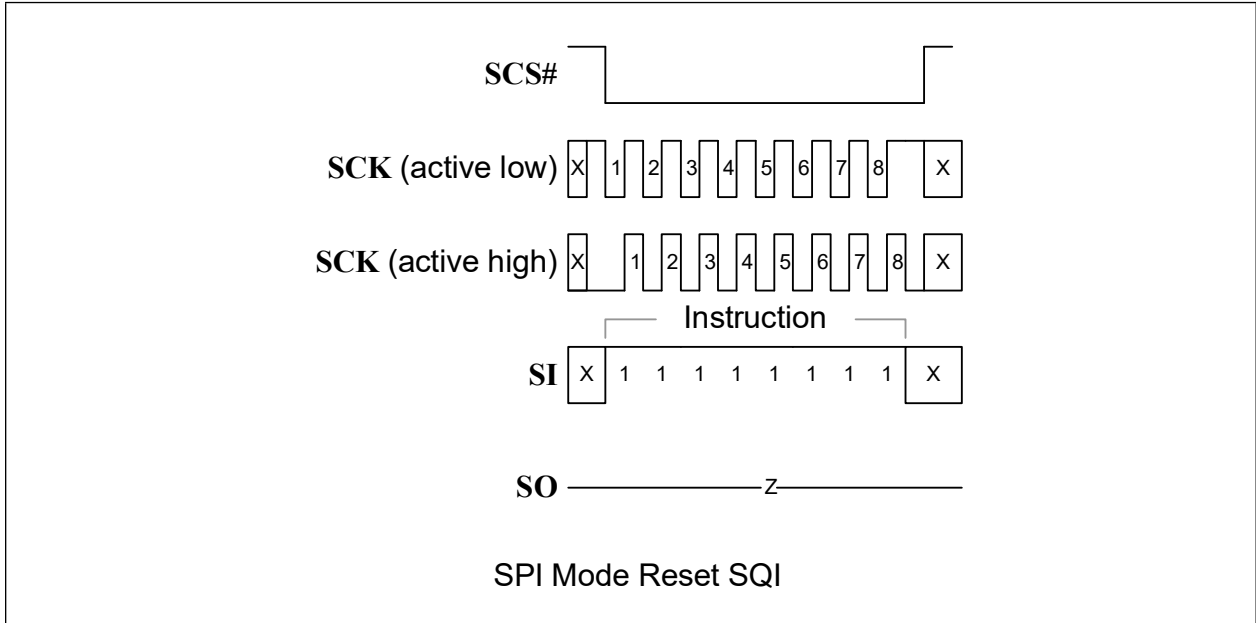 SCS#
SCK (active low) X 1 2 3 4 5 6 7 8 X
SCK (active high) X 1 2 3 4 5 6 7 8 X
Instruction
SI X 1 1 1 1 1 1 1 1 X
SO Z
SPI Mode Reset SQI